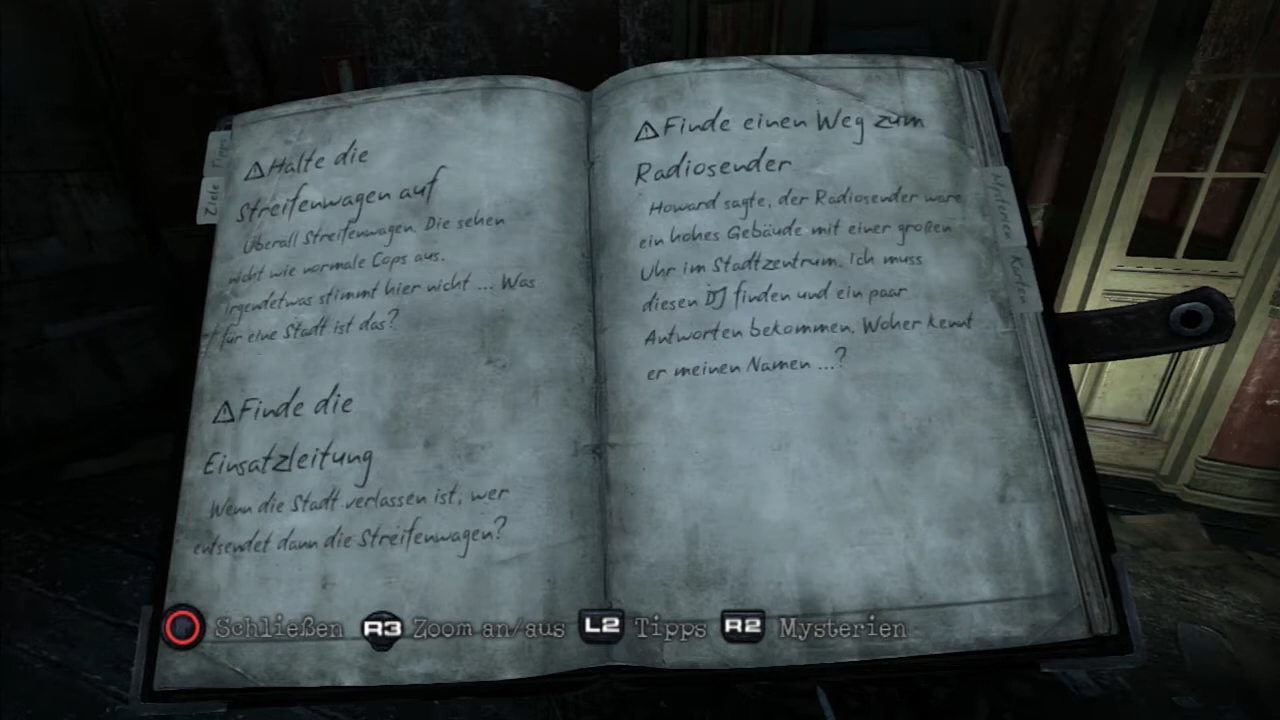 Tipps
Ziele
Halte die
Streifenwagen auf
Überall Streifenwagen. Die sehen
nicht wie normale Cops aus.
Irgendetwas stimmt hier nicht ... Was
für eine Stadt ist das?
Finde die
Einsatzleitung
Wenn die Stadt verlassen ist, wer
entsendet dann die Streifenwagen?
Finde einen Weg zum
Radiosender
Howard sagte, der Radiosender wäre
ein hohes Gebäude mit einer großen
Uhr im Stadtzentrum. Ich muss
diesen DJ finden und ein paar
Antworten bekommen. Woher kennt
er meinen Namen ...?
Mysterien
Karten
Schließen R3 Zoom an/aus L2 Tipps R2 Mysterien